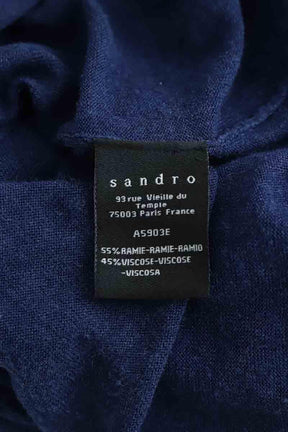 sandro
93 rue Vieille du
Temple
75003 Paris France
A5903E
55%RAMIE-RAMIE-RAMIO
45%VISCOSE-VISCOSE
-VISCOSA